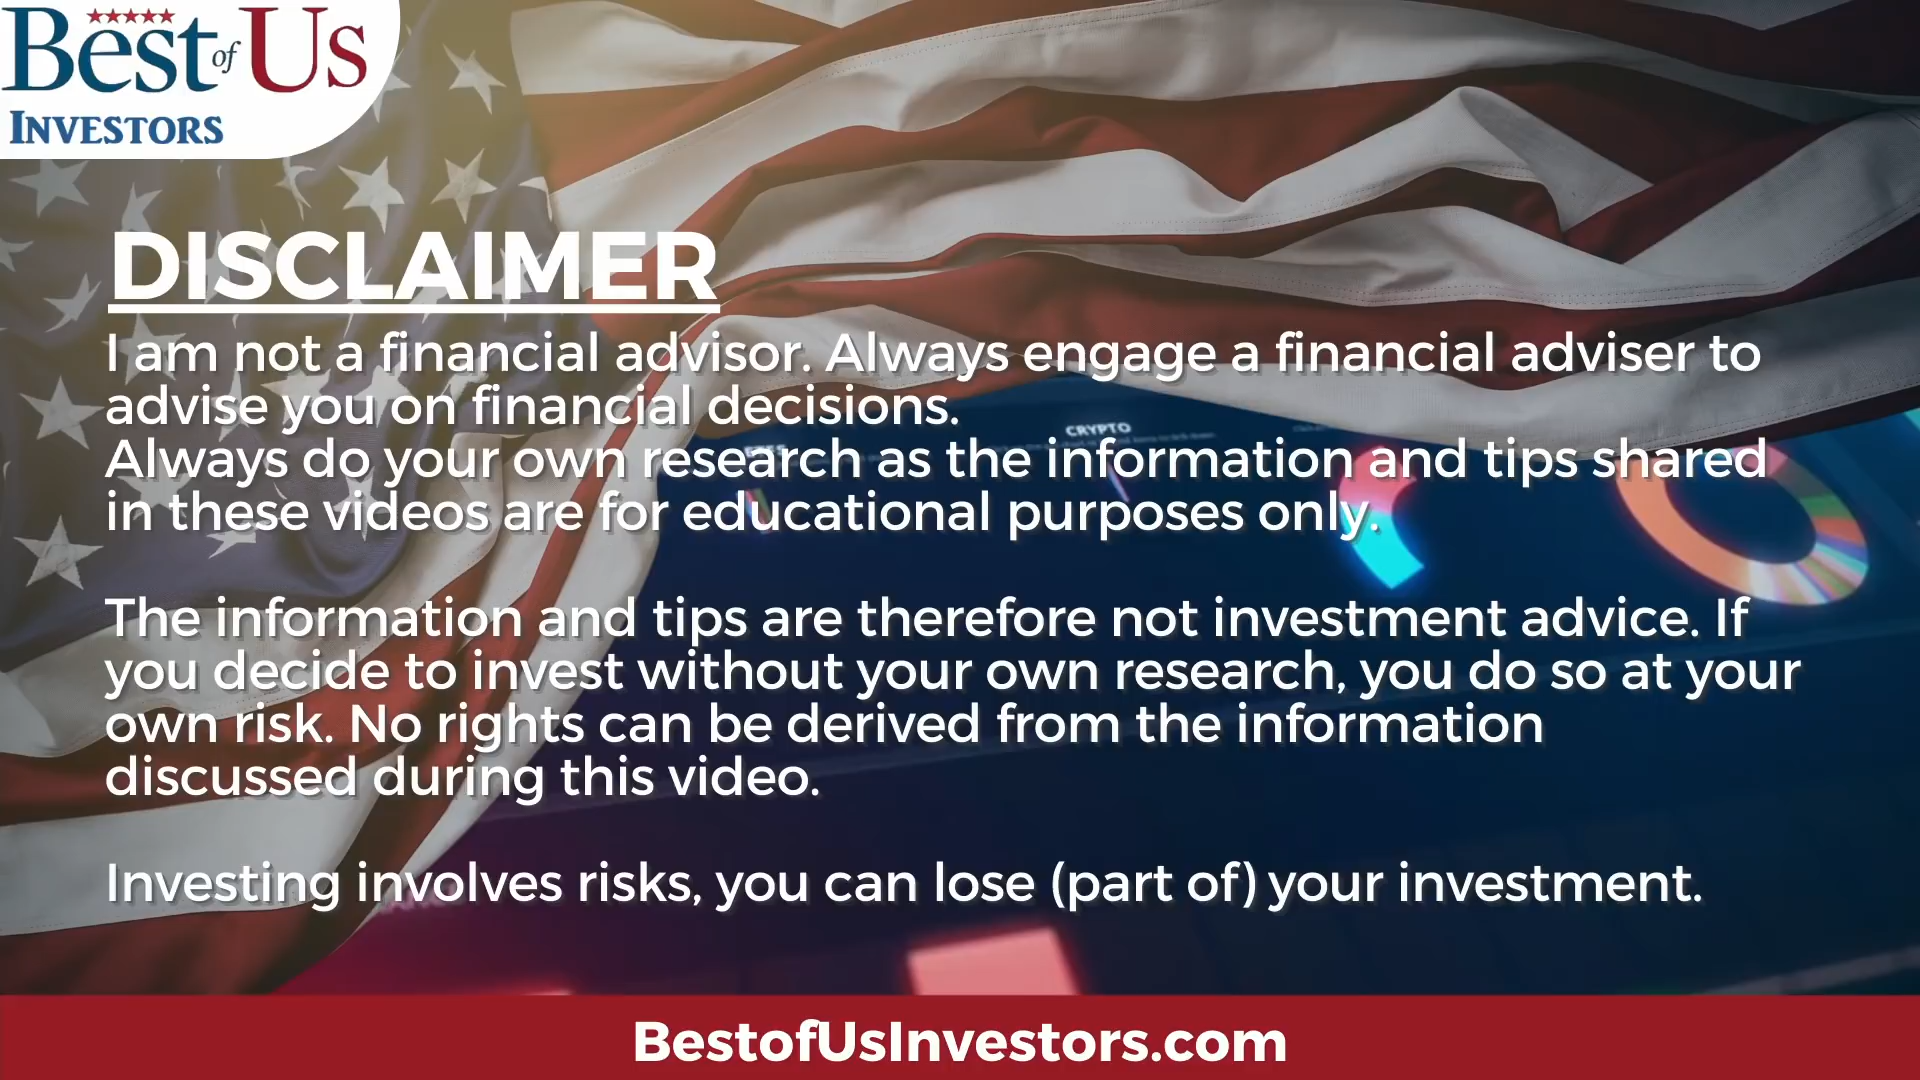 Best of Us
INVESTORS
DISCLAIMER
I am not a financial advisor. Always engage a financial adviser to
advise you on financial decisions.
CRYPTO
Always do your own research as the information and tips shared
in these videos are for educational purposes only.
The information and tips are therefore not investment advice. If
you decide to invest without your own research, you do so at your
own risk. No rights can be derived from the information
discussed during this video.
Investing involves risks, you can lose (part of) your investment.
BestofUsInvestors.com